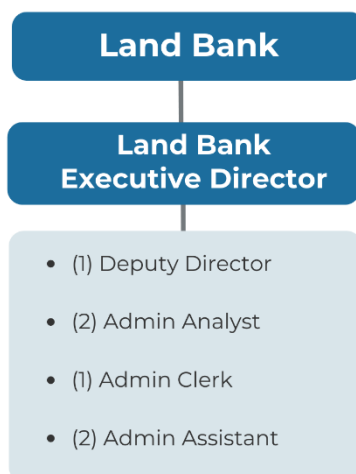 Land Bank
Land Bank
Executive Director
• (1) Deputy Director
• (2) Admin Analyst
• (1) Admin Clerk
• (2) Admin Assistant